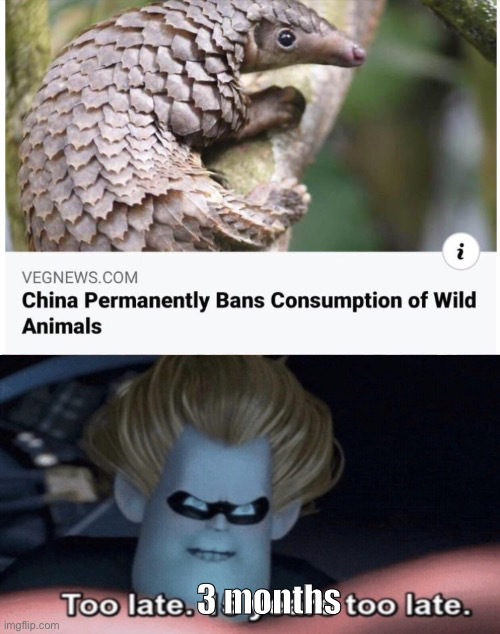 VEGNEWS.COM
China Permanently Bans Consumption of Wild
Animals
Too late. 3 months too late.
imgflip.com